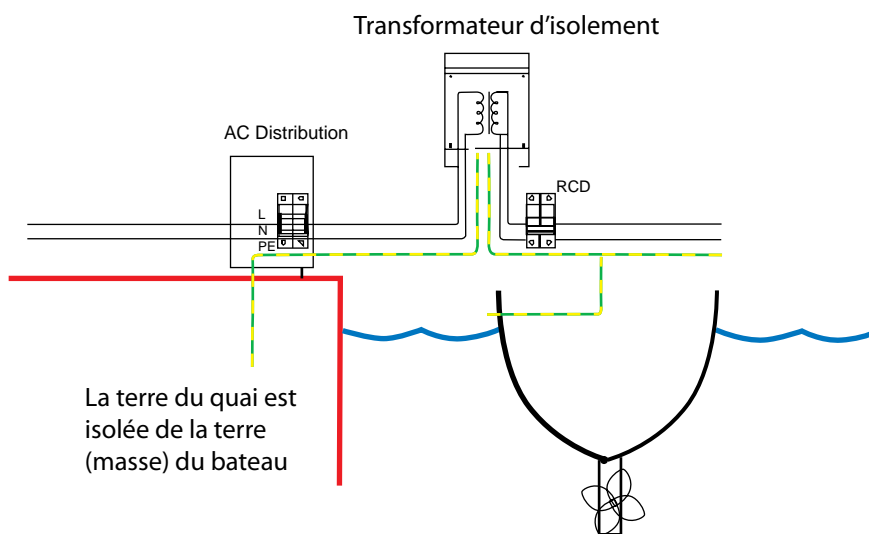 Transformateur d’isolement
AC Distribution
RCD
L
N
PE
La terre du quai est
isolée de la terre
(masse) du bateau